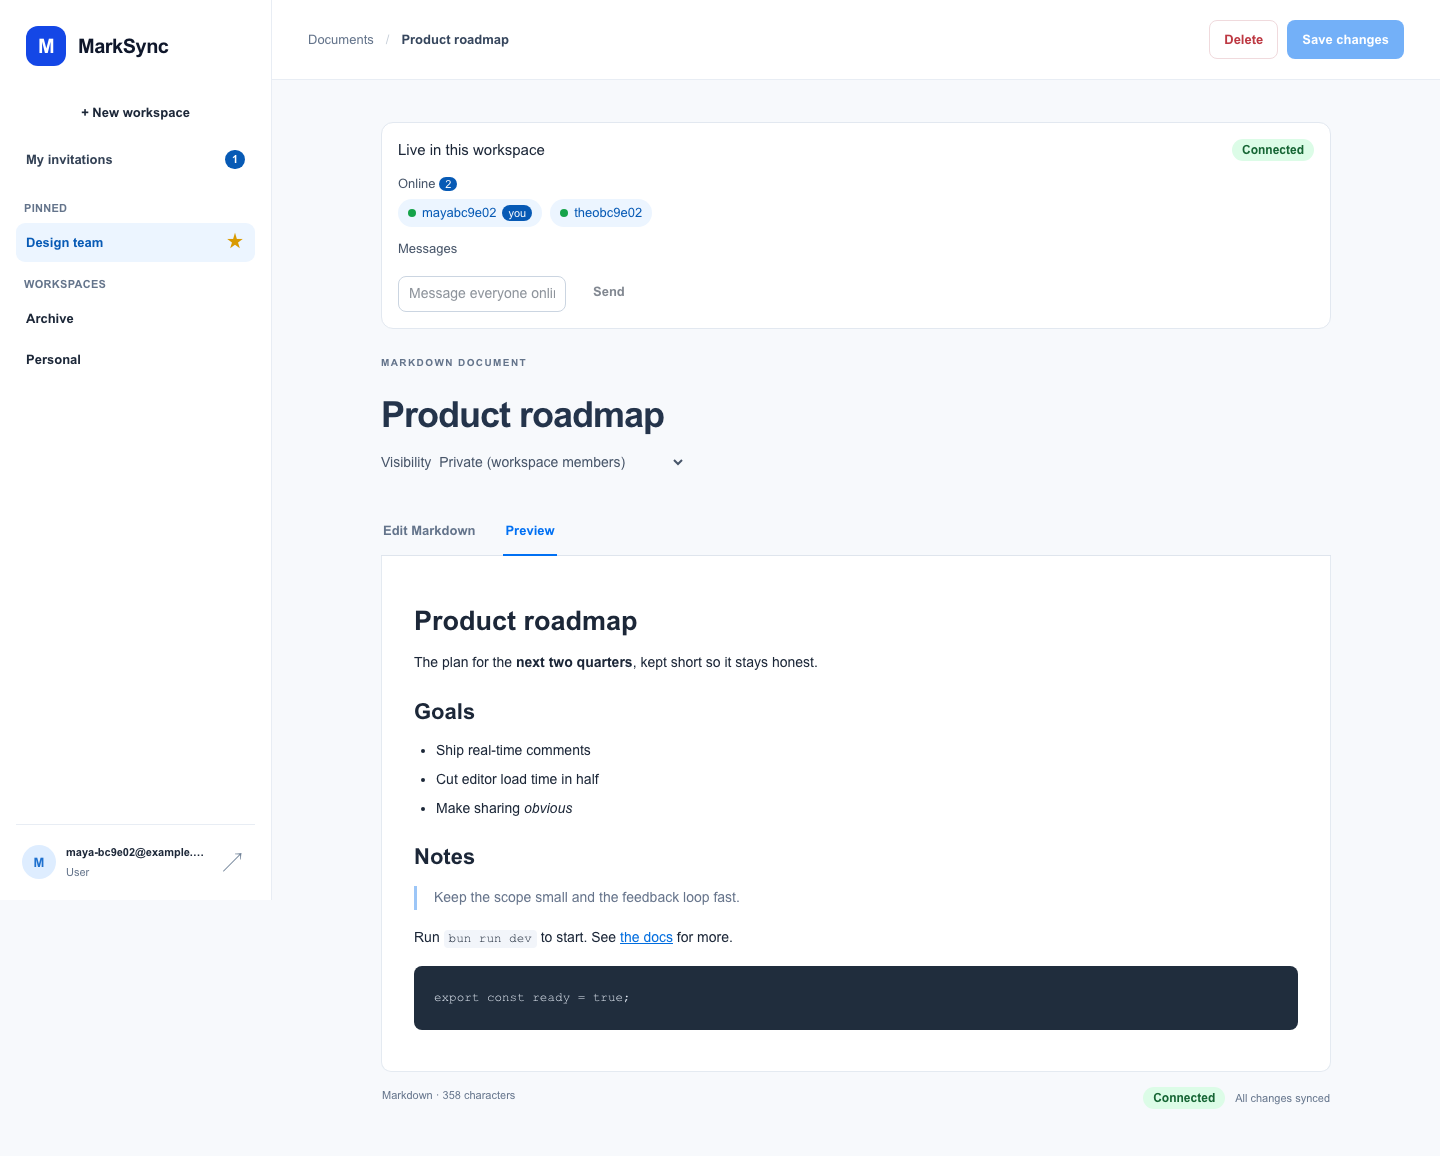 M MarkSync
+ New workspace
My invitations 1
PINNED
Design team
WORKSPACES
Archive
Personal
M maya-bc9e02@example....
User
Documents / Product roadmap
Delete Save changes
Live in this workspace Connected
Online 2
mayabc9e02 you theobc9e02
Messages
Message everyone onli Send
MARKDOWN DOCUMENT
Product roadmap
Visibility Private (workspace members)
Edit Markdown Preview
Product roadmap
The plan for the next two quarters, kept short so it stays honest.
Goals
• Ship real-time comments
• Cut editor load time in half
• Make sharing obvious
Notes
Keep the scope small and the feedback loop fast.
Run bun run dev to start. See the docs for more.
export const ready = true;
Markdown · 358 characters
Connected All changes synced